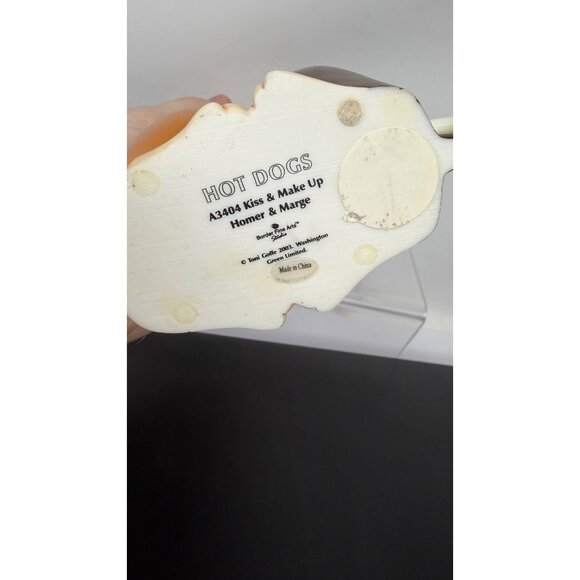 HOT DOGS
A3404 Kiss & Make Up
Homer & Marge
Border Fine Arts™
Studio
© Toni Goffe 2003. Washington
Green Limited.
Made in China